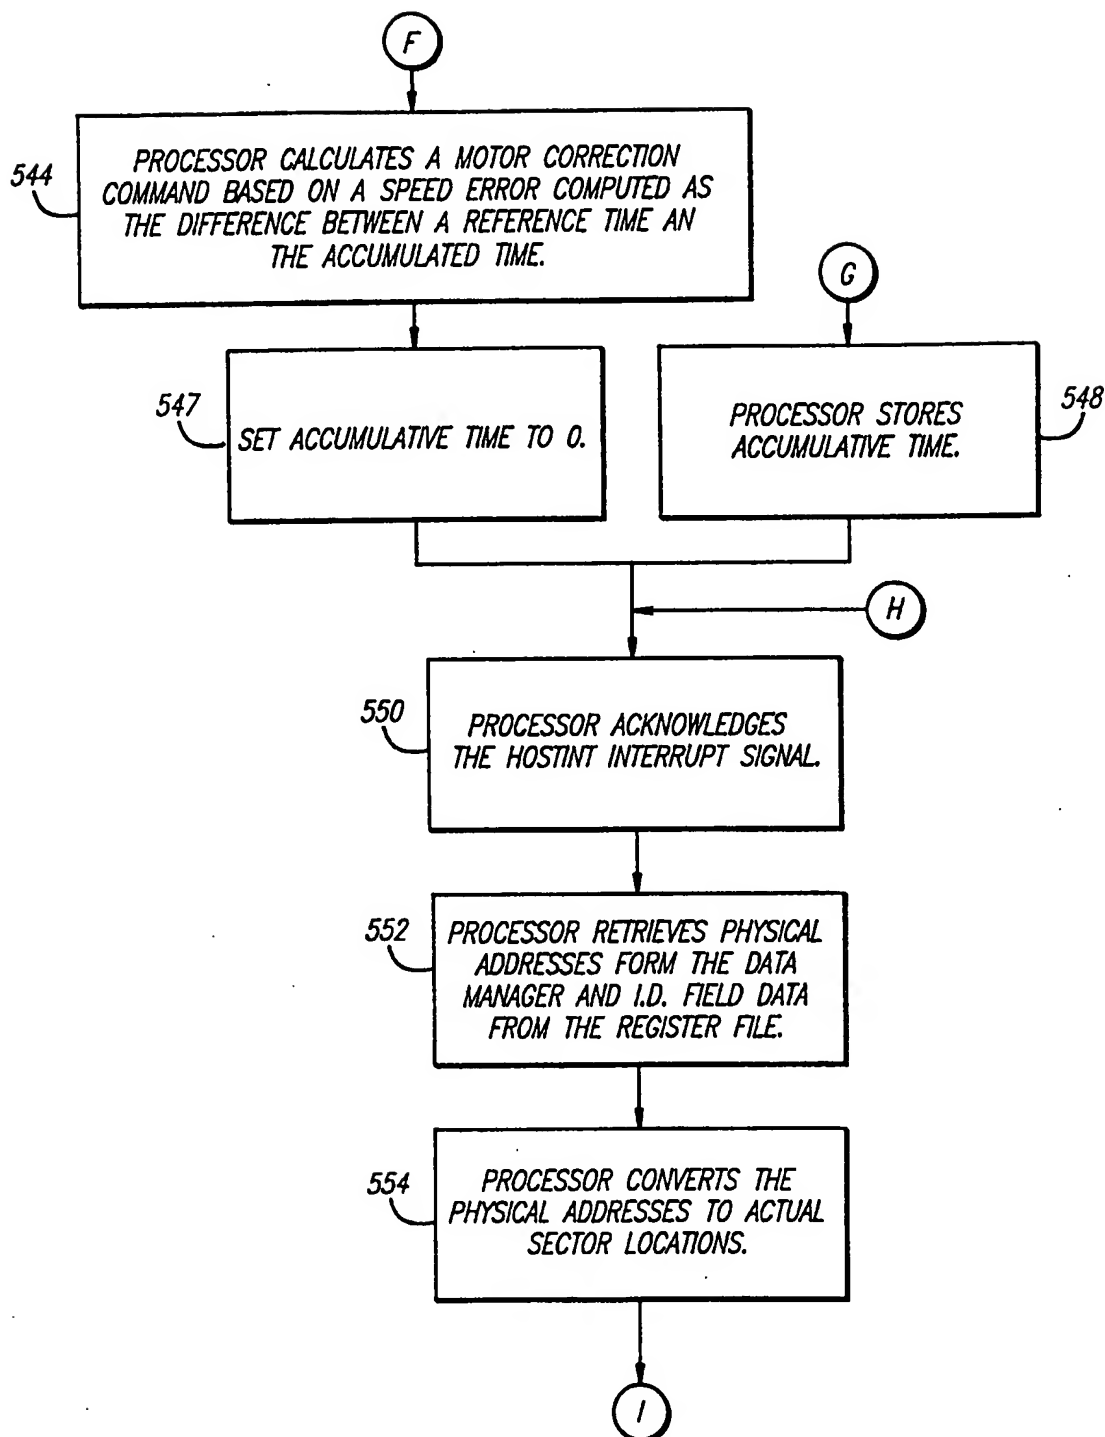 F
544
PROCESSOR CALCULATES A MOTOR CORRECTION
COMMAND BASED ON A SPEED ERROR COMPUTED AS
THE DIFFERENCE BETWEEN A REFERENCE TIME AN
THE ACCUMULATED TIME.
G
547
SET ACCUMULATIVE TIME TO 0.
PROCESSOR STORES
ACCUMULATIVE TIME.
548
H
550
PROCESSOR ACKNOWLEDGES
THE HOSTINT INTERRUPT SIGNAL.
552
PROCESSOR RETRIEVES PHYSICAL
ADDRESSES FORM THE DATA
MANAGER AND I.D. FIELD DATA
FROM THE REGISTER FILE.
554
PROCESSOR CONVERTS THE
PHYSICAL ADDRESSES TO ACTUAL
SECTOR LOCATIONS.
I